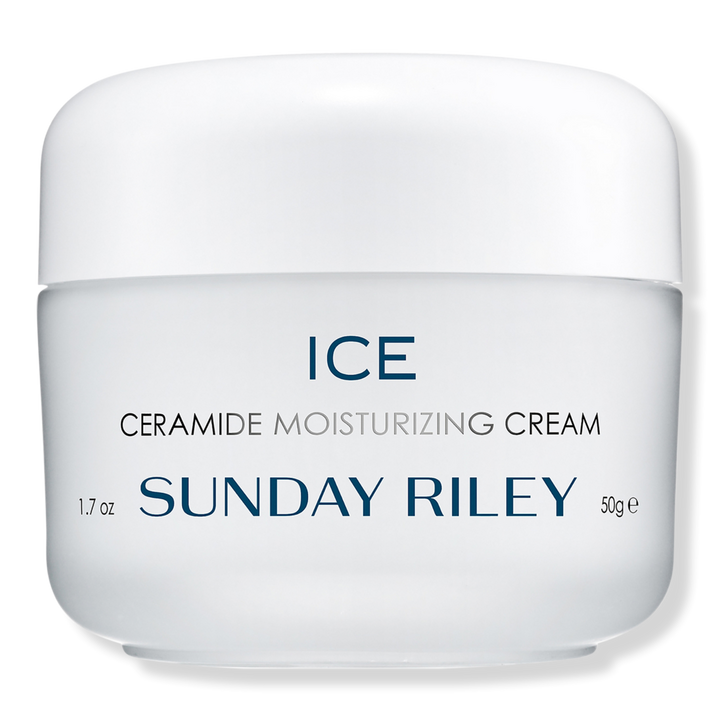 ICE
CERAMIDE MOISTURIZING CREAM
1.7 oz SUNDAY RILEY 50g ℮